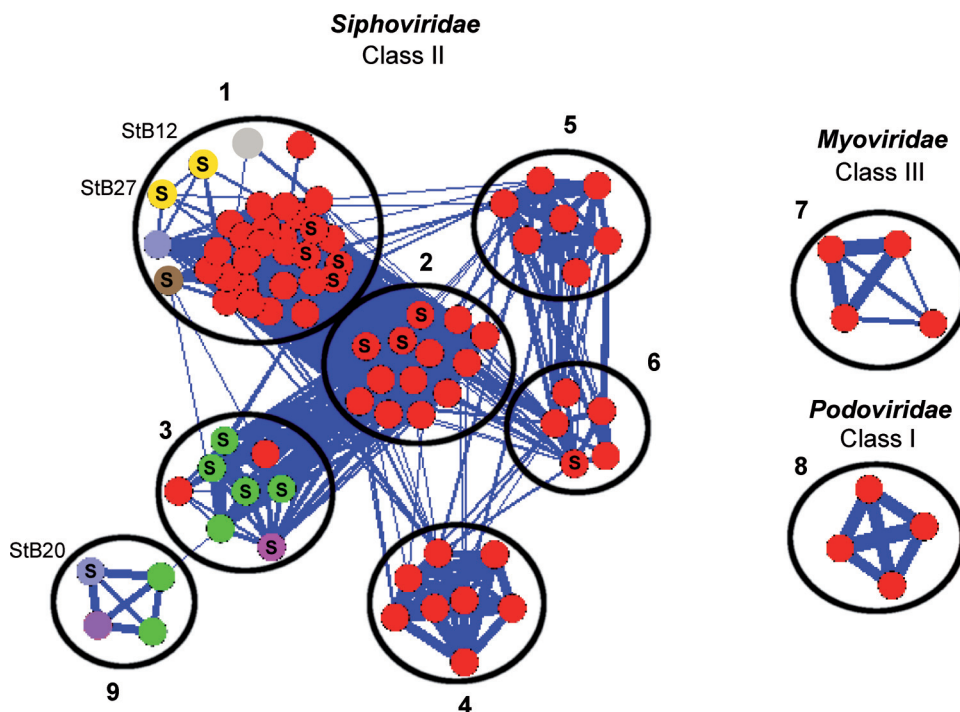 Siphoviridae
Class II
1
StB12
S
StB27
S
S
S
S
S
S
5
Myoviridae
Class III
7
2
S
S
S
6
S
Podoviridae
Class I
8
3
S
S
S
S
S
StB20
S
9
4